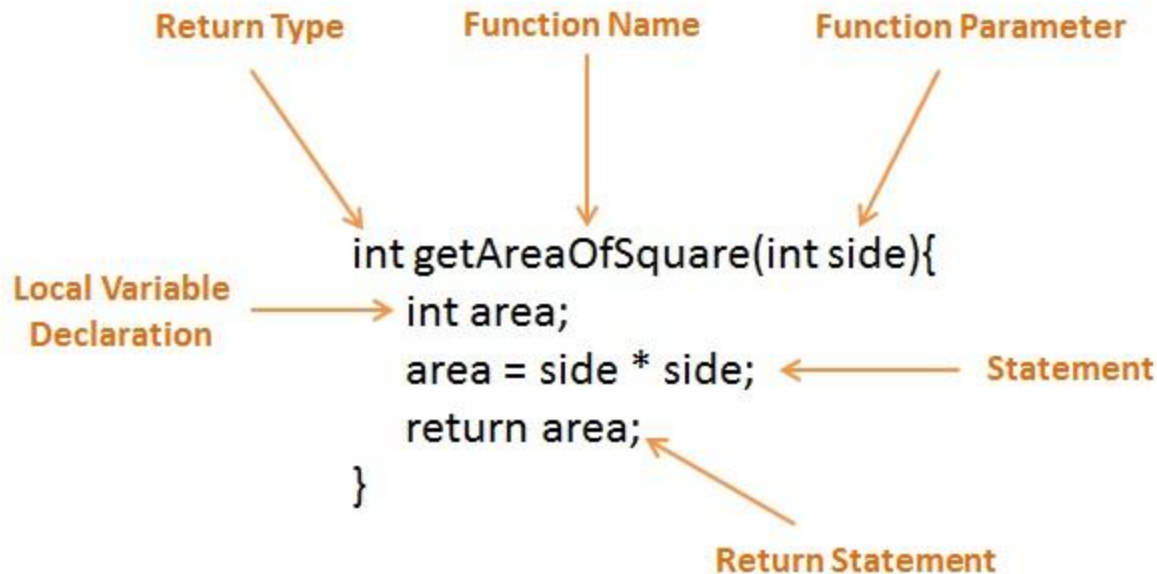 Return Type
Function Name
Function Parameter
int getAreaOfSquare(int side){
Local Variable
Declaration
int area;
area = side * side;
Statement
return area;
}
Return Statement